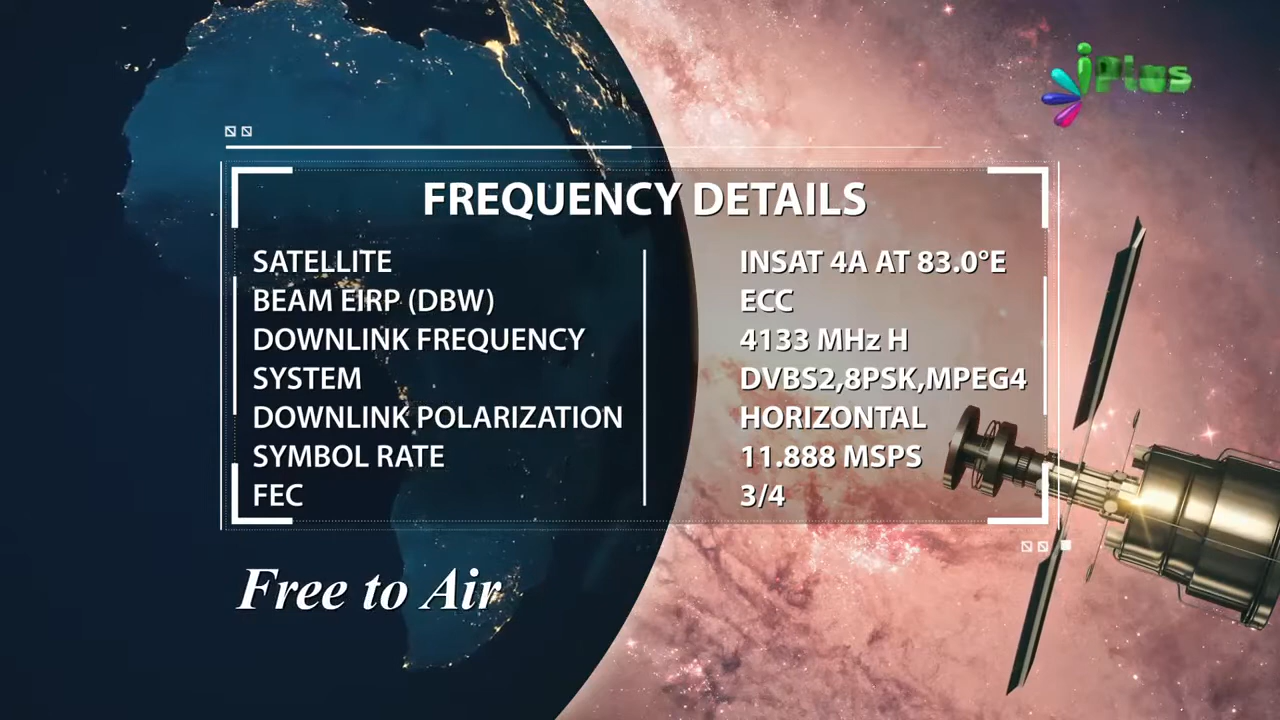 iPlus
FREQUENCY DETAILS
SATELLITE INSAT 4A AT 83.0°E
BEAM EIRP (DBW) ECC
DOWNLINK FREQUENCY 4133 MHz H
SYSTEM DVBS2,8PSK,MPEG4
DOWNLINK POLARIZATION HORIZONTAL
SYMBOL RATE 11.888 MSPS
FEC 3/4
Free to Air